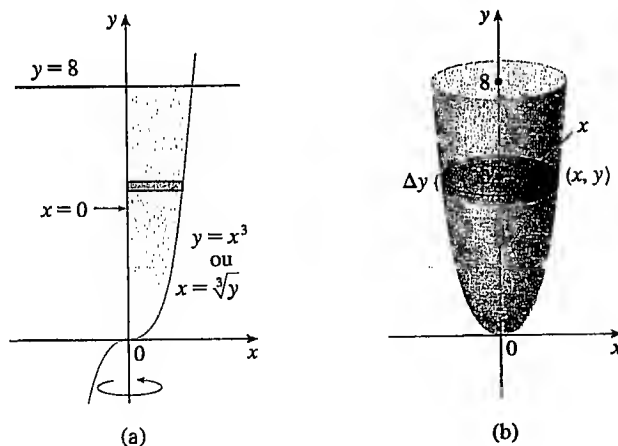 y
y = 8
x = 0
y = x³
ou
x = ∛y
0
x
(a)
y
8
x
Δy {
(x, y)
0
x
(b)